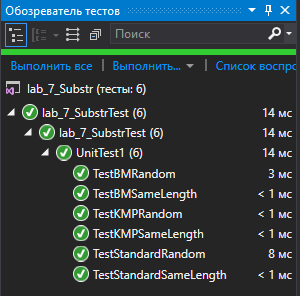 Обозреватель тестов
Поиск
Выполнить все | Выполнить... | Список воспро
lab_7_Substr (тесты: 6)
lab_7_SubstrTest (6) 14 мс
lab_7_SubstrTest (6) 14 мс
UnitTest1 (6) 14 мс
TestBMRandom 3 мс
TestBMSameLength < 1 мс
TestKMPRandom < 1 мс
TestKMPSameLength < 1 мс
TestStandardRandom 8 мс
TestStandardSameLength < 1 мс